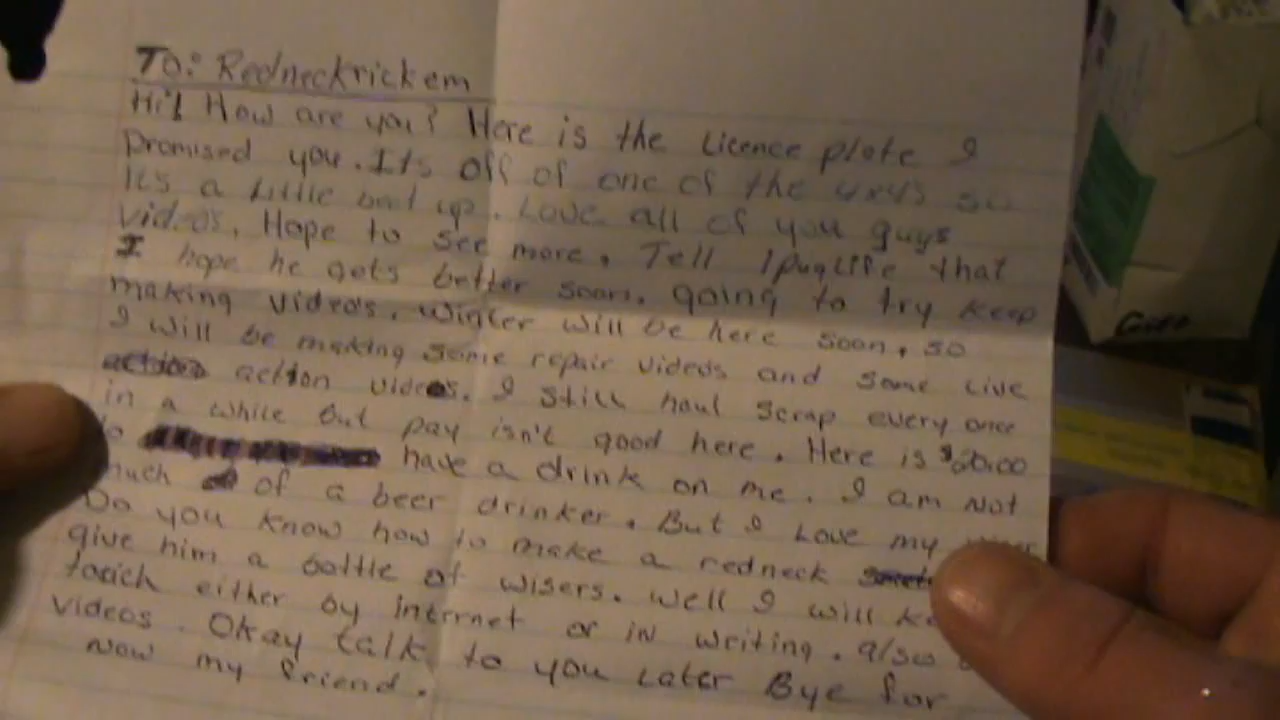 TO: Redneckrickem
Hi! How are you? Here is the Licence plate I
promised you. Its off of one of the 4x4s so
its a little beat up. Love all of you guys
videos. Hope to see more. Tell 1puglife that
I hope he gets better soon. going to try keep
making videos. Winter will be here soon, so
I will be making some repair videos and some live
action videos. I still haul scrap every once
in a while but pay isn't good here. Here is $20.00
to have a drink on me. I am not
much of a beer drinker. But I Love my
Do you know how to make a redneck
give him a bottle of wisers. Well I will
touch either by internet or in writing. also
videos. Okay talk to you Later Bye for
now my friend.